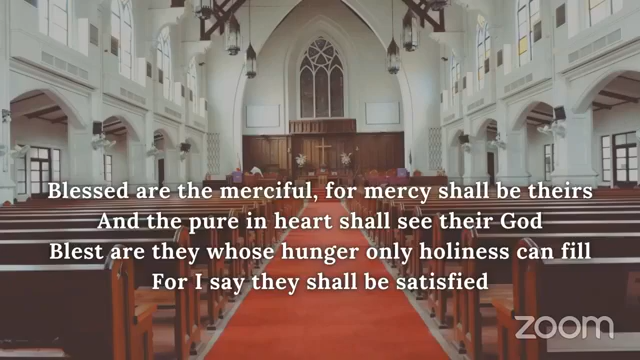 Blessed are the merciful, for mercy shall be theirs
And the pure in heart shall see their God
Blest are they whose hunger only holiness can fill
For I say they shall be satisfied
zoom